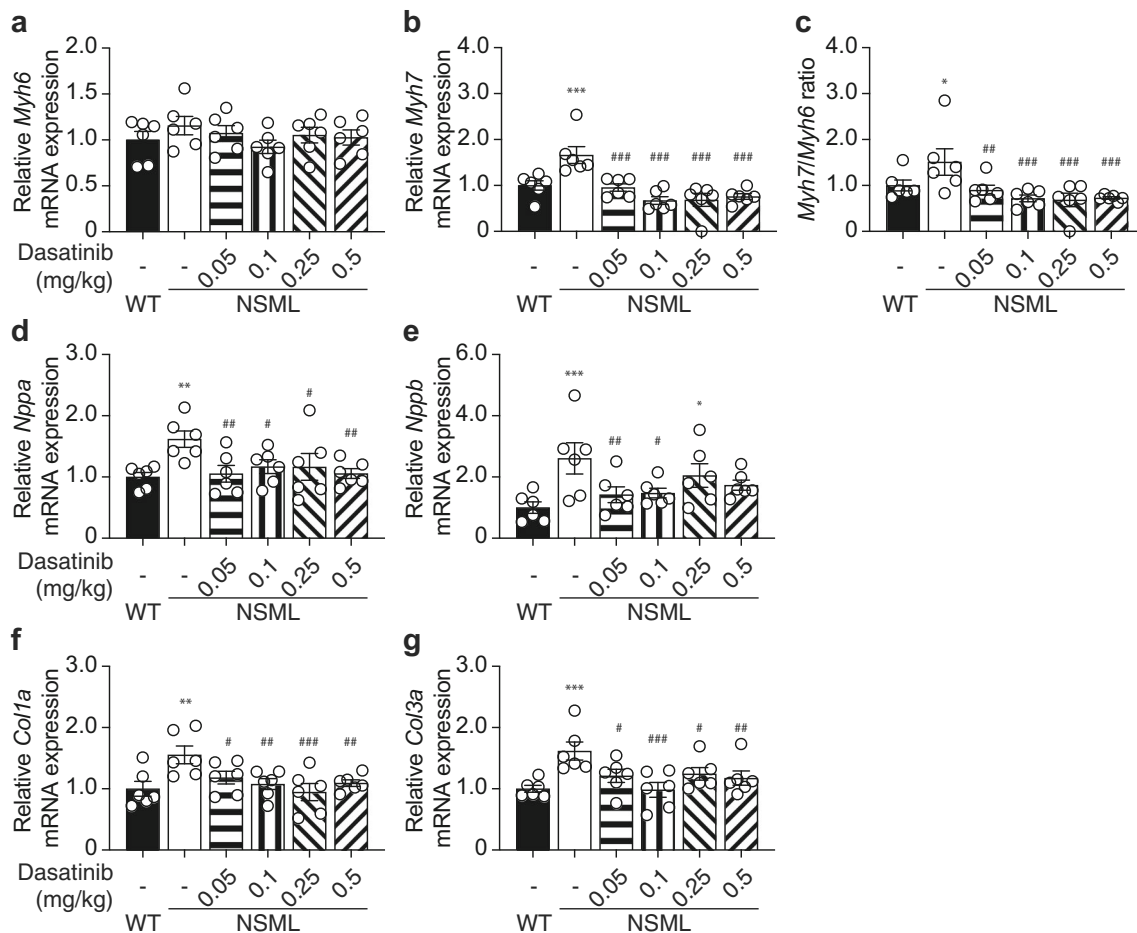 a
Relative Myh6
mRNA expression
2.0
1.5
1.0
0.5
0
Dasatinib
(mg/kg)
- - 0.05 0.1 0.25 0.5
WT NSML
b
Relative Myh7
mRNA expression
4.0
3.0
2.0
1.0
0
*** ### ### ###
###
- - 0.05 0.1 0.25 0.5
WT NSML
c
Myh7/Myh6 ratio
4.0
3.0
2.0
1.0
0
* ## ### ### ###
- - 0.05 0.1 0.25 0.5
WT NSML
d
Relative Nppa
mRNA expression
3.0
2.0
1.0
0
** ## # # ##
Dasatinib
(mg/kg)
- - 0.05 0.1 0.25 0.5
WT NSML
e
Relative Nppb
mRNA expression
6.0
4.0
2.0
0
*** ## # *
- - 0.05 0.1 0.25 0.5
WT NSML
f
Relative Col1a
mRNA expression
3.0
2.0
1.0
0
** # ## ### ##
Dasatinib
(mg/kg)
- - 0.05 0.1 0.25 0.5
WT NSML
g
Relative Col3a
mRNA expression
3.0
2.0
1.0
0
*** # ### # ##
- - 0.05 0.1 0.25 0.5
WT NSML